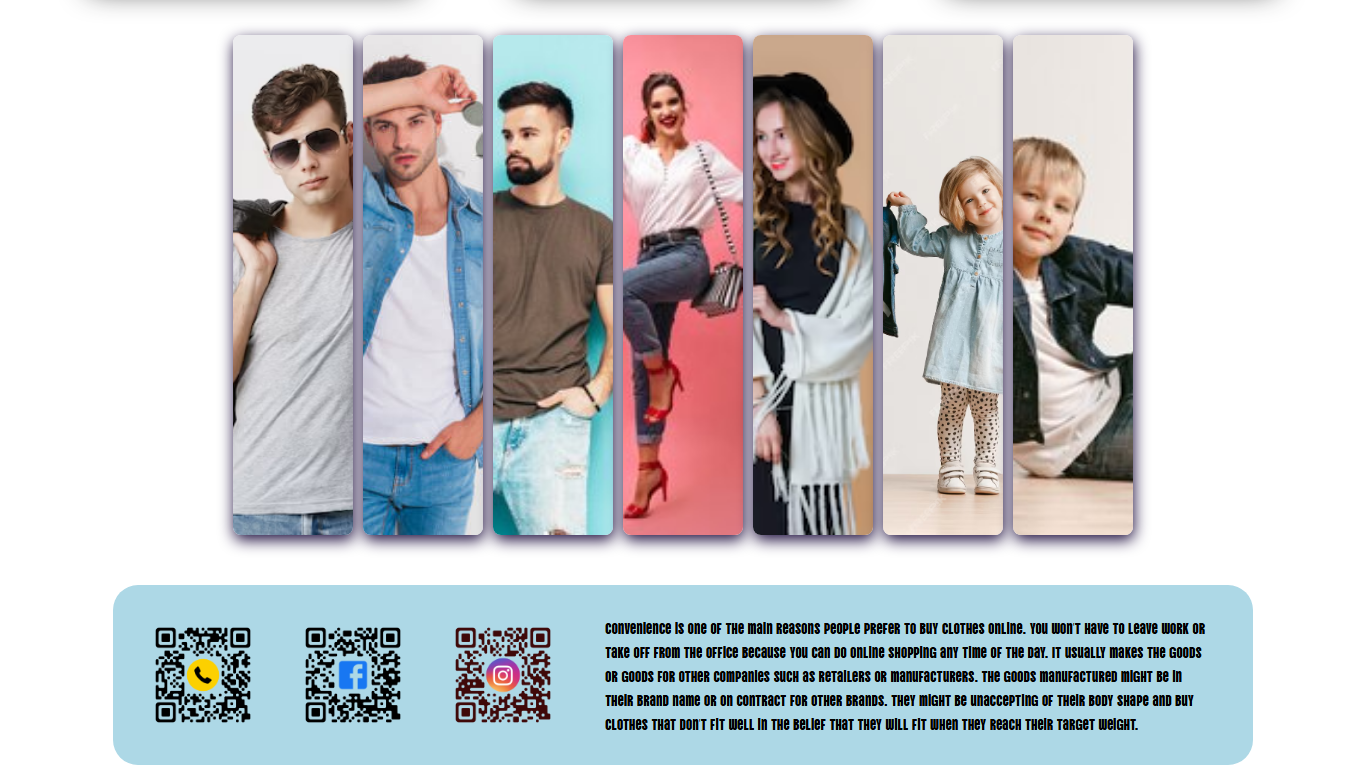 Convenience is one of the main reasons people prefer to buy clothes online. You won't have to leave work or
take off from the office because you can do online shopping any time of the day. It usually makes the goods
or goods for other companies such as retailers or manufacturers. The goods manufactured might be in
their brand name or on contract for other brands. They might be unaccepting of their body shape and buy
clothes that don't fit well in the belief that they will fit when they reach their target weight.